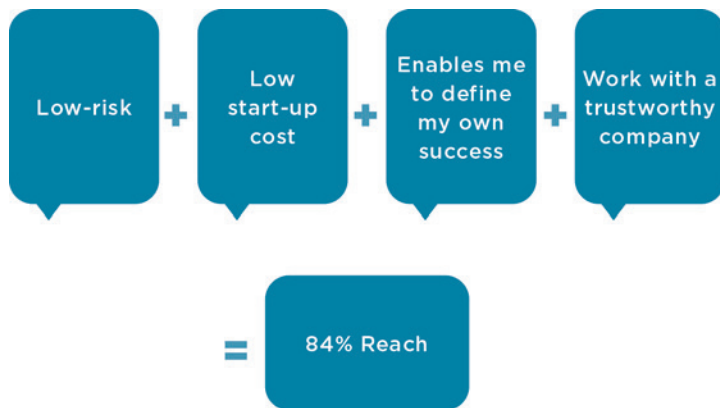 Low-risk
+
Low
start-up
cost
+
Enables me
to define
my own
success
+
Work with a
trustworthy
company
=
84% Reach